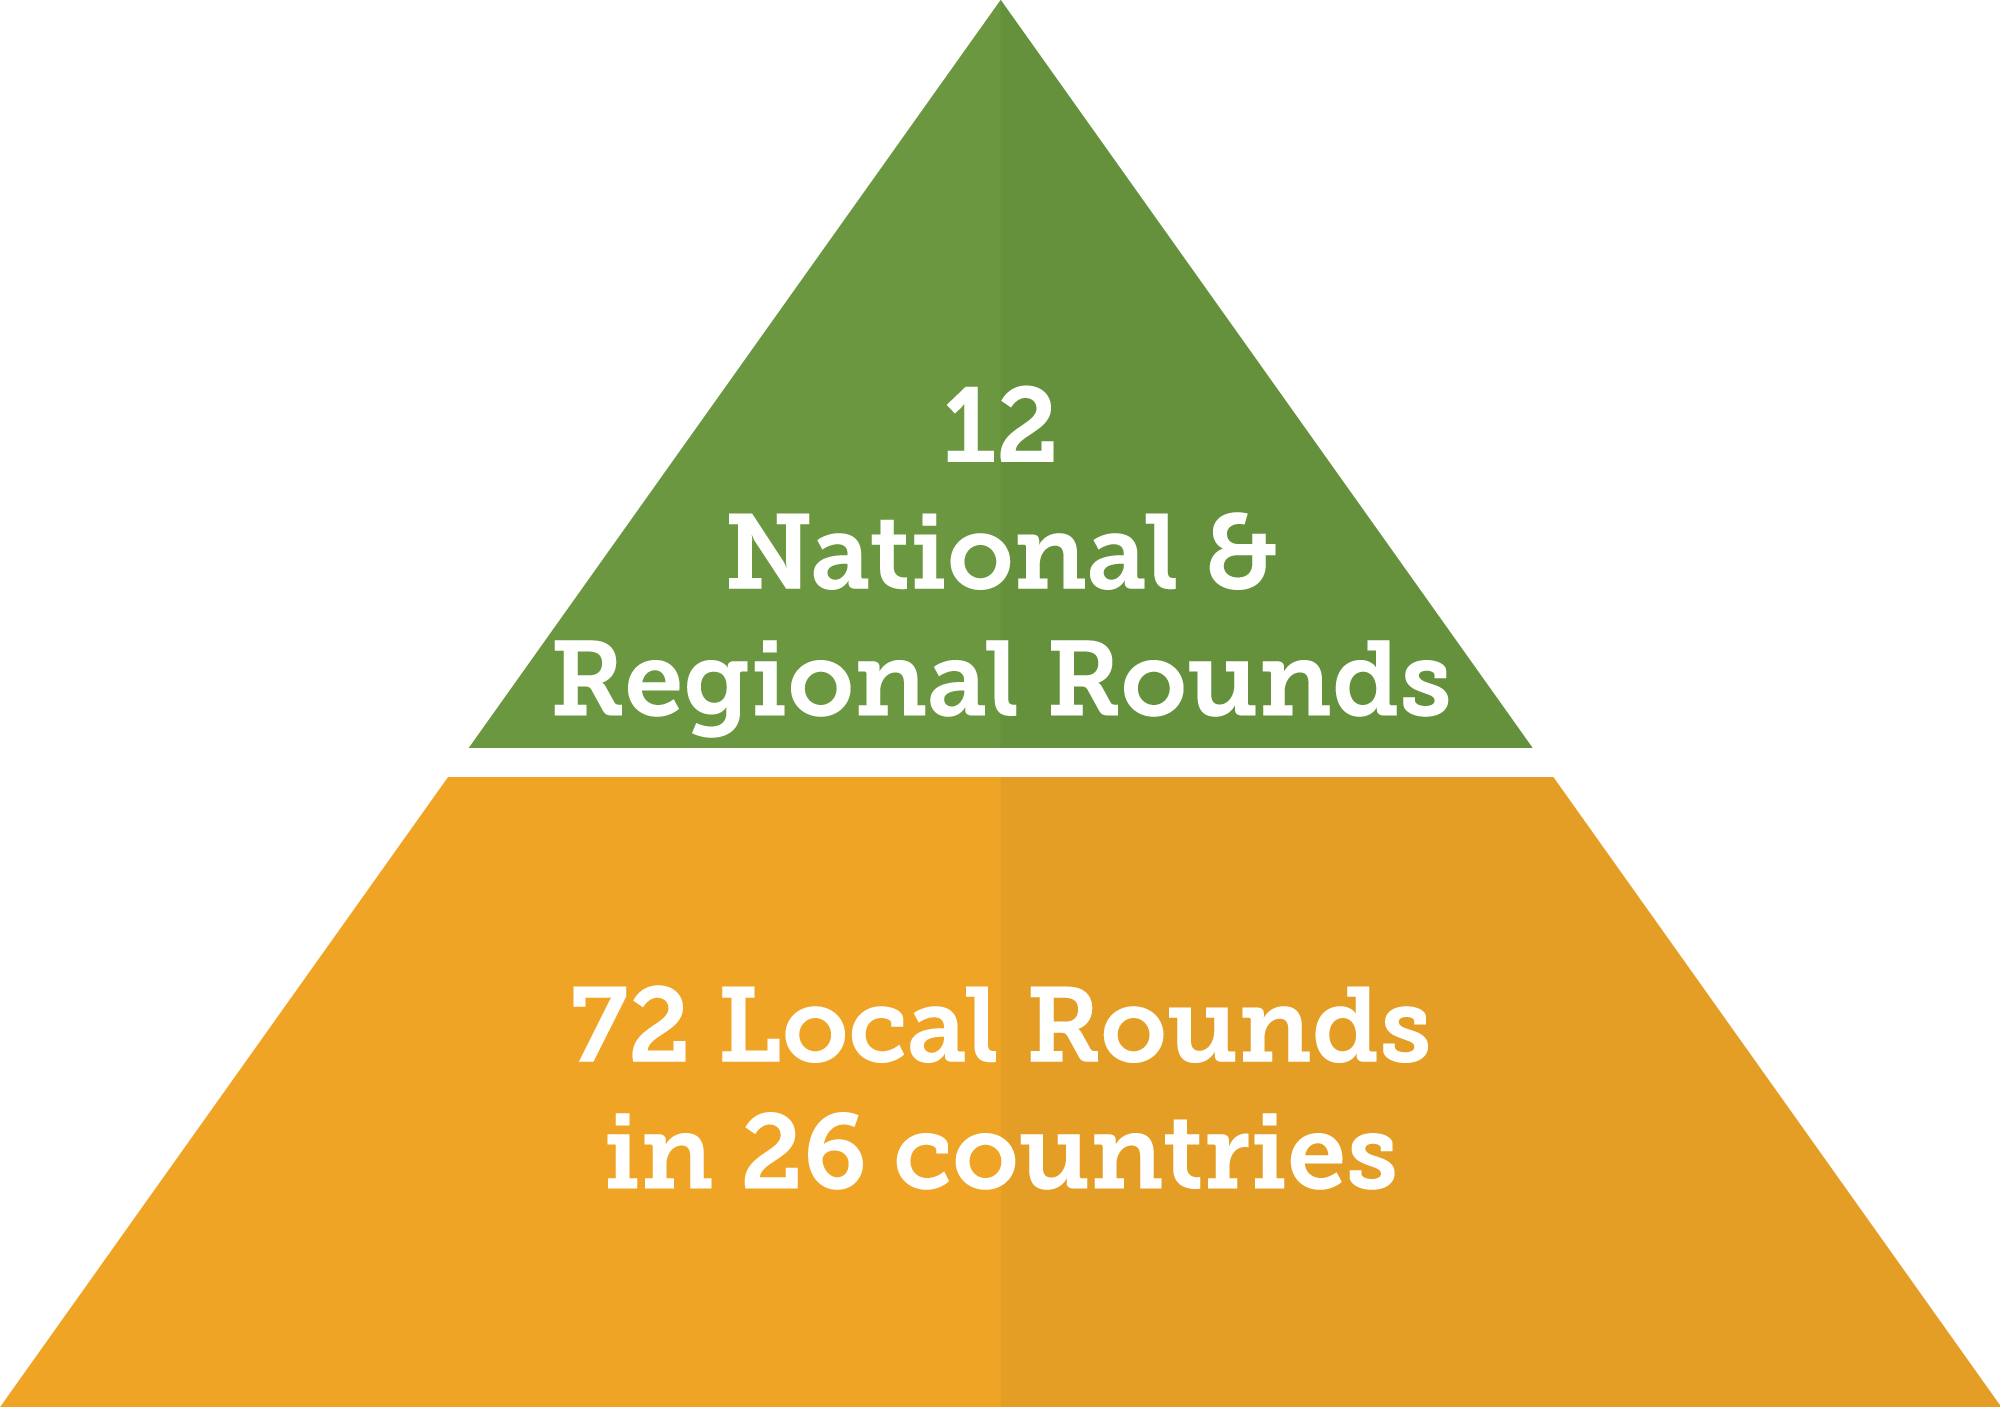 12
National &
Regional Rounds
72 Local Rounds
in 26 countries